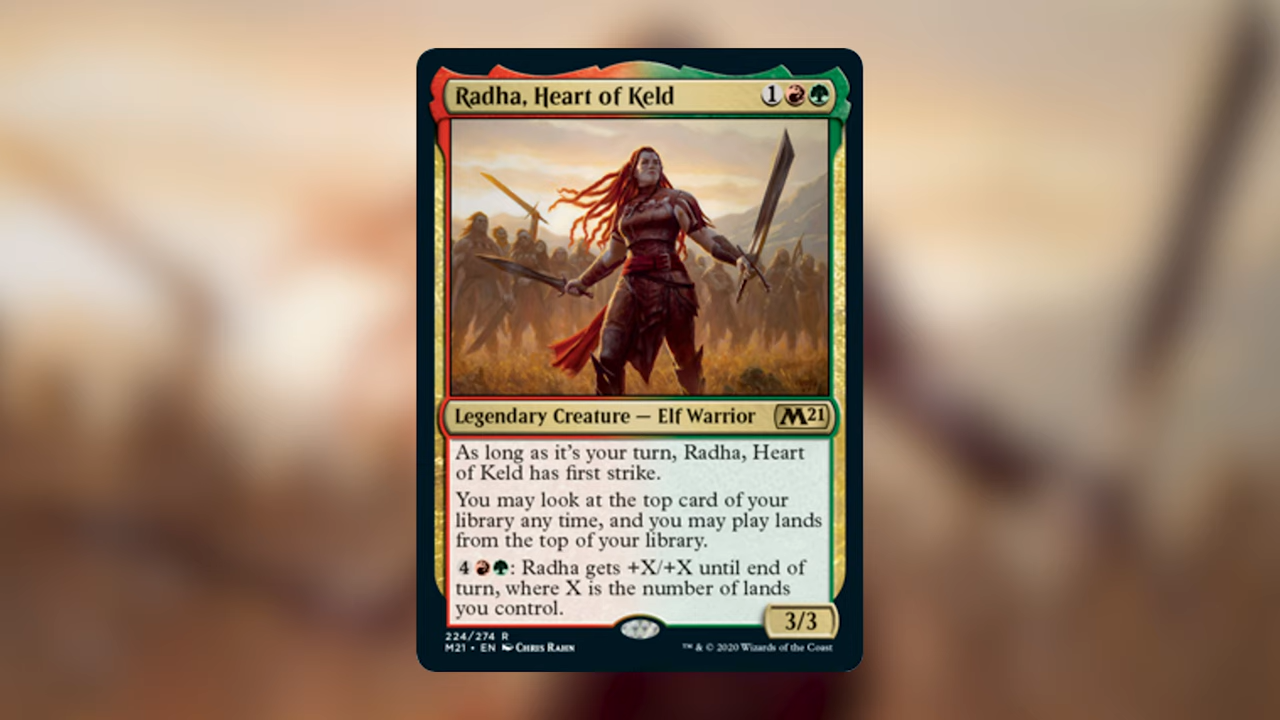 Radha, Heart of Keld 1
Legendary Creature — Elf Warrior M21
As long as it's your turn, Radha, Heart
of Keld has first strike.
You may look at the top card of your
library any time, and you may play lands
from the top of your library.
4 : Radha gets +X/+X until end of
turn, where X is the number of lands
you control.
3/3
224/274 R
M21 • EN Chris Rahn
™ & © 2020 Wizards of the Coast